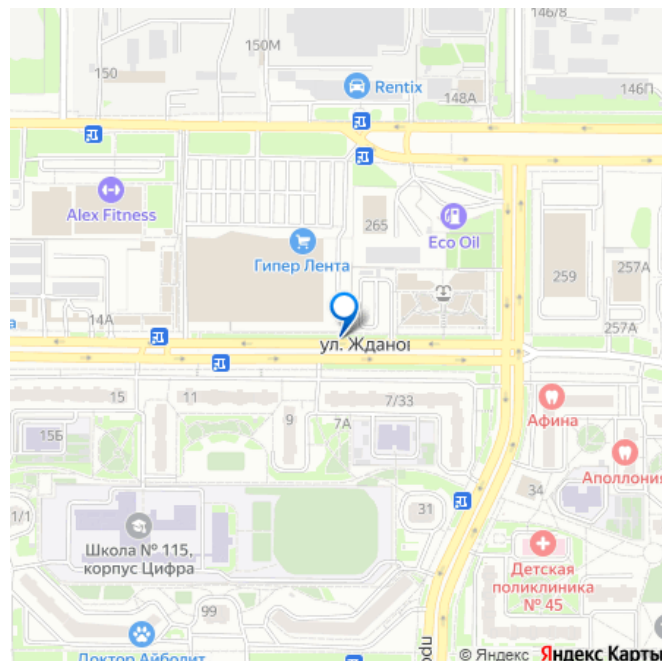 146/8
150М
150
Rentix
148А
146П
Alex Fitness
265
Eco Oil
Гипер Лента
259
257А
14А
257А
ул. Жданов
15
11
7/33
9
7А
Афина
15Б
Аполлония
34
1/1
31
Школа № 115,
корпус Цифра
Детская
поликлиника
№ 45
99
Доктор Айболит
© Яндекс Яндекс Карты